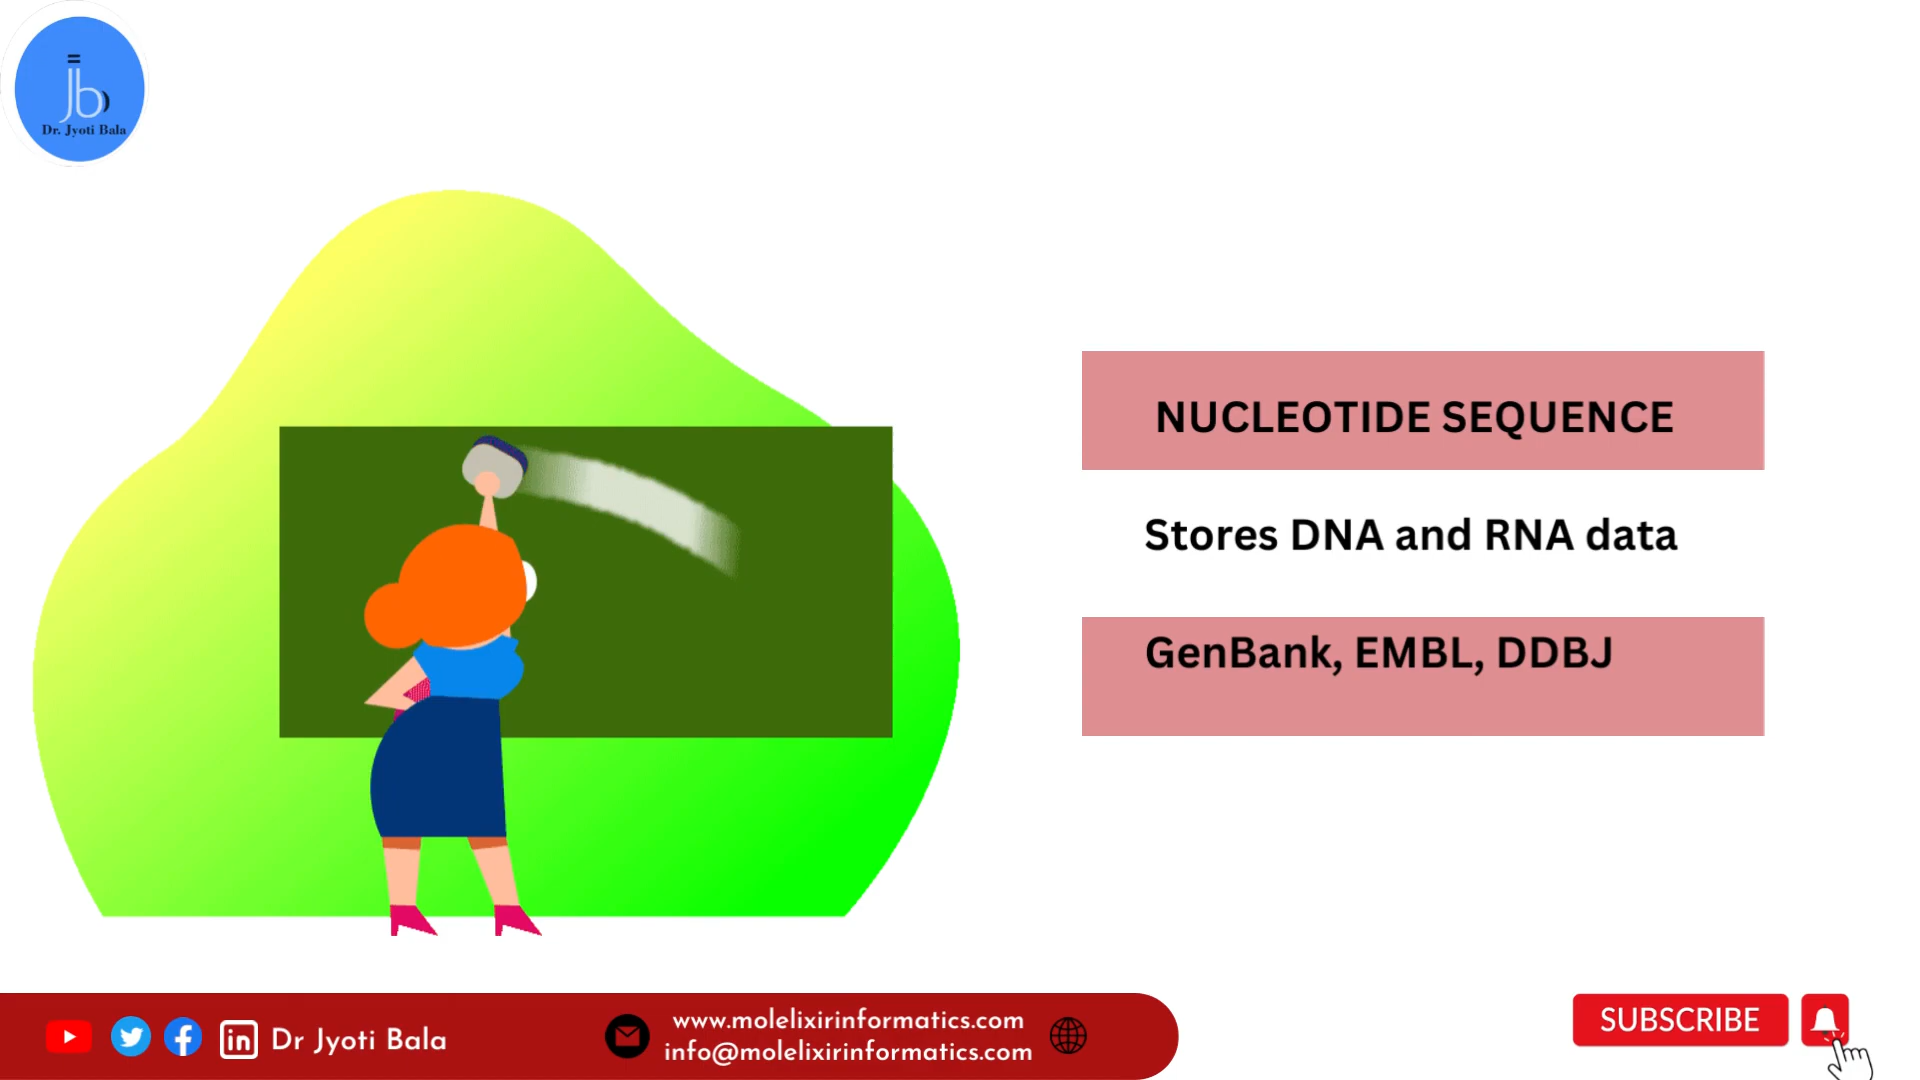 Dr. Jyoti Bala
NUCLEOTIDE SEQUENCE
Stores DNA and RNA data
GenBank, EMBL, DDBJ
Dr Jyoti Bala
www.molelixirinformatics.com
info@molelixirinformatics.com
SUBSCRIBE